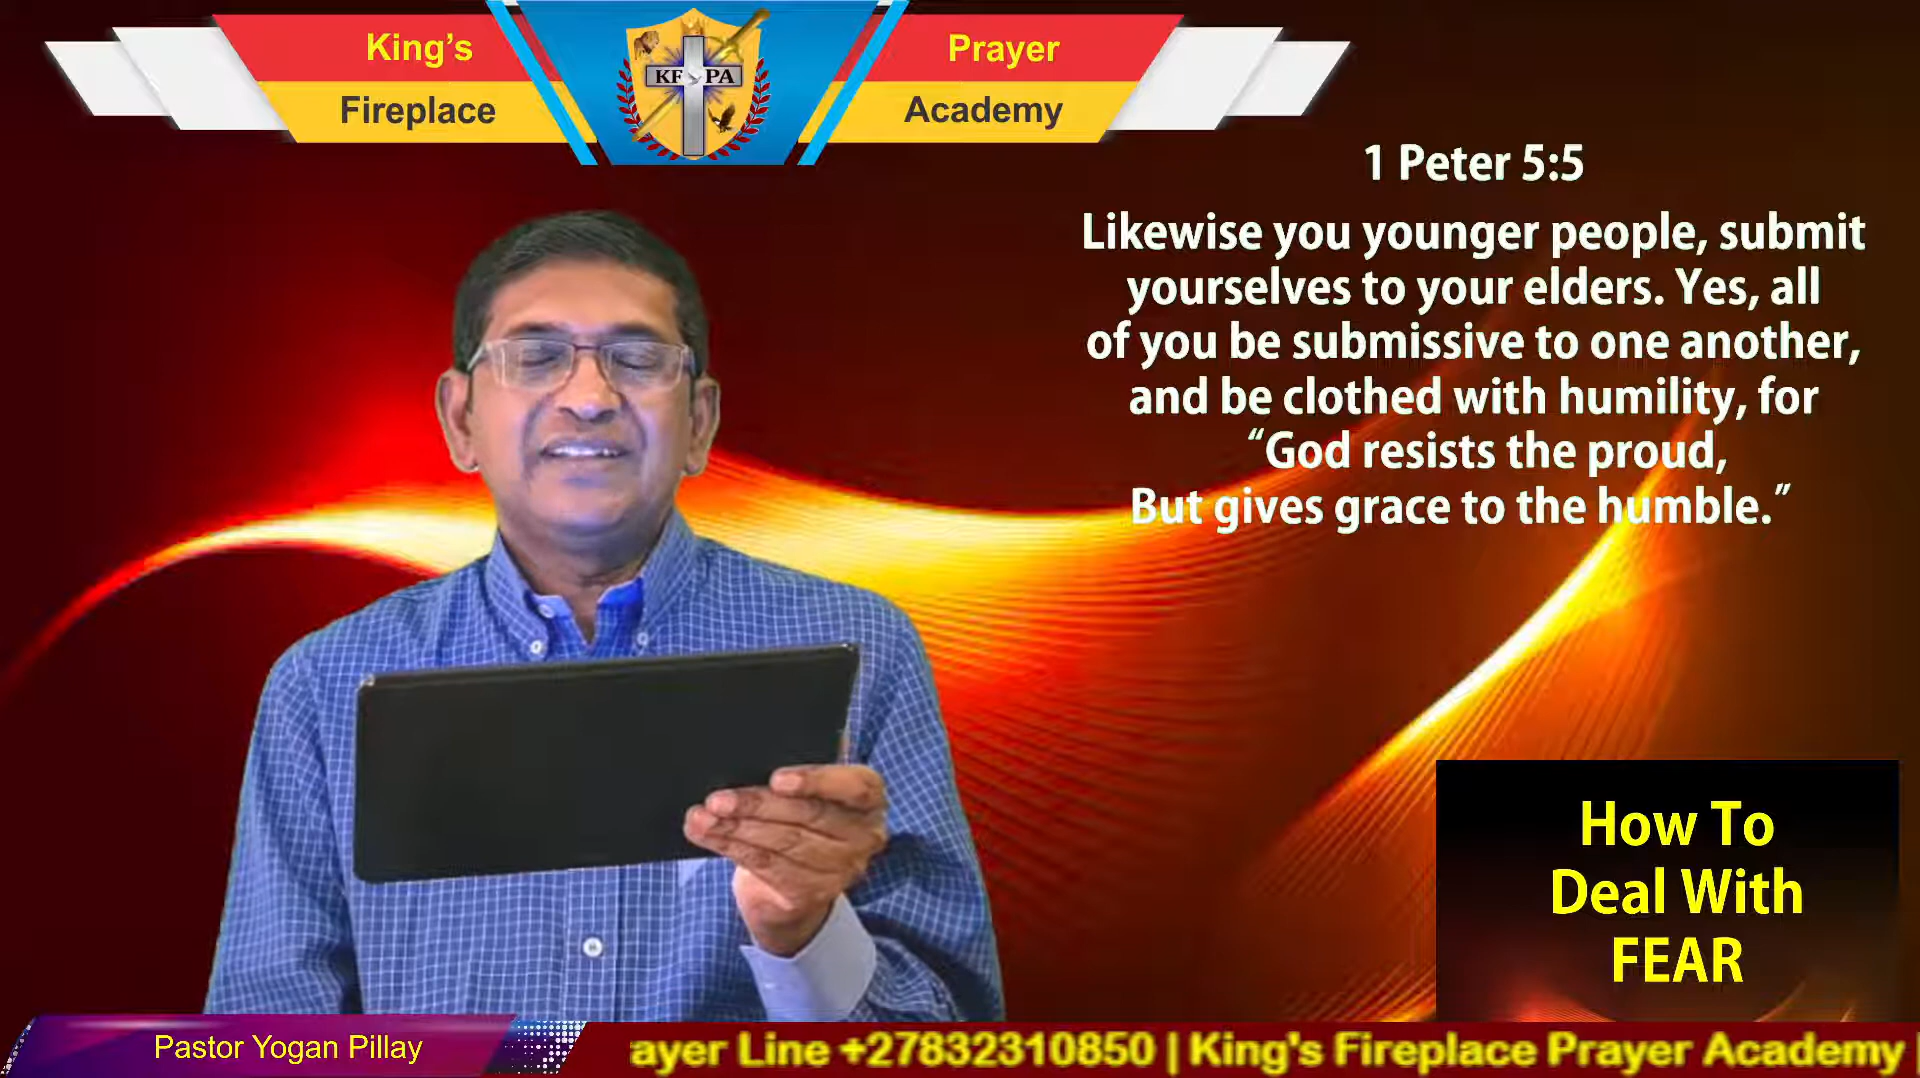 King's
Fireplace
KF PA
Prayer
Academy
1 Peter 5:5
Likewise you younger people, submit
yourselves to your elders. Yes, all
of you be submissive to one another,
and be clothed with humility, for
“God resists the proud,
But gives grace to the humble.”
How To
Deal With
FEAR
Pastor Yogan Pillay
ayer Line +27832310850 | King's Fireplace Prayer Academy |